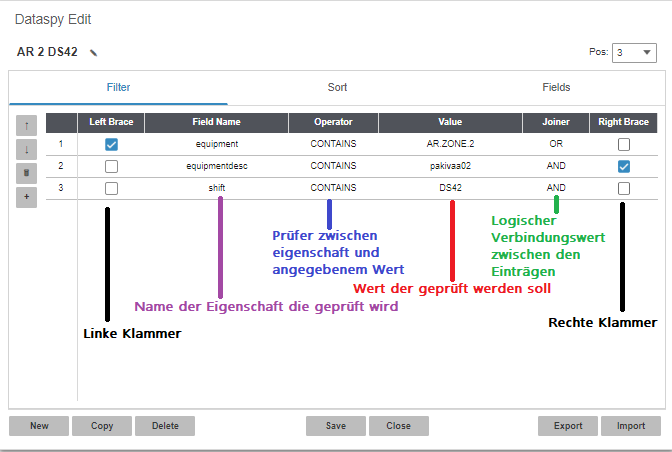 Dataspy Edit
AR 2 DS42
Pos: 3
Filter Sort Fields
Left Brace Field Name Operator Value Joiner Right Brace
1 equipment CONTAINS AR.ZONE.2 OR
2 equipmentdesc CONTAINS pakivaa02 AND
3 shift CONTAINS DS42 AND
Prüfer zwischen
eigenschaft und
angegebenem Wert
Logischer
Verbindungswert
zwischen den
Einträgen
Wert der geprüft werden soll
Name der Eigenschaft die geprüft wird
Rechte Klammer
Linke Klammer
New Copy Delete Save Close Export Import